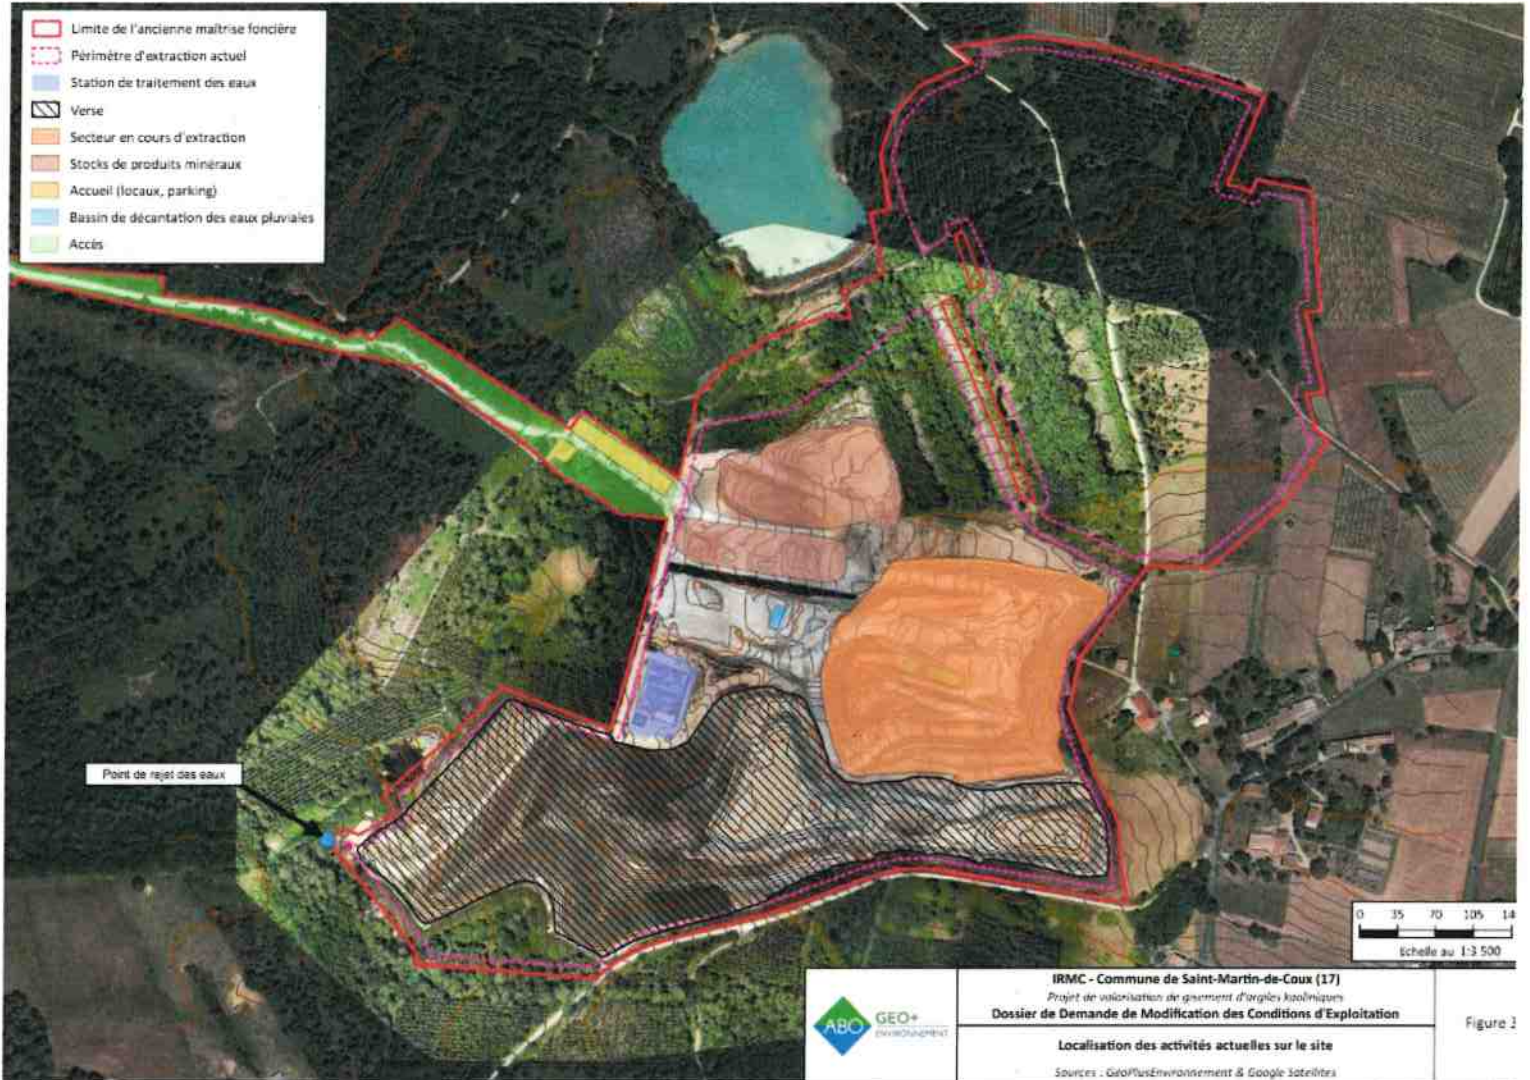 Limite de l'ancienne maîtrise foncière
Périmètre d'extraction actuel
Station de traitement des eaux
Verse
Secteur en cours d'extraction
Stocks de produits minéraux
Accueil (locaux, parking)
Bassin de décantation des eaux pluviales
Accès
Point de rejet des eaux
0 35 70 105 14
Echelle au 1:3 500
ABO
GEO+
ENVIRONNEMENT
IRMC - Commune de Saint-Martin-de-Coux (17)
Projet de valorisation de gisement d'argiles kaoliniques
Dossier de Demande de Modification des Conditions d'Exploitation
Localisation des activités actuelles sur le site
Sources : GéoPlusEnvironnement & Google Satellites
Figure